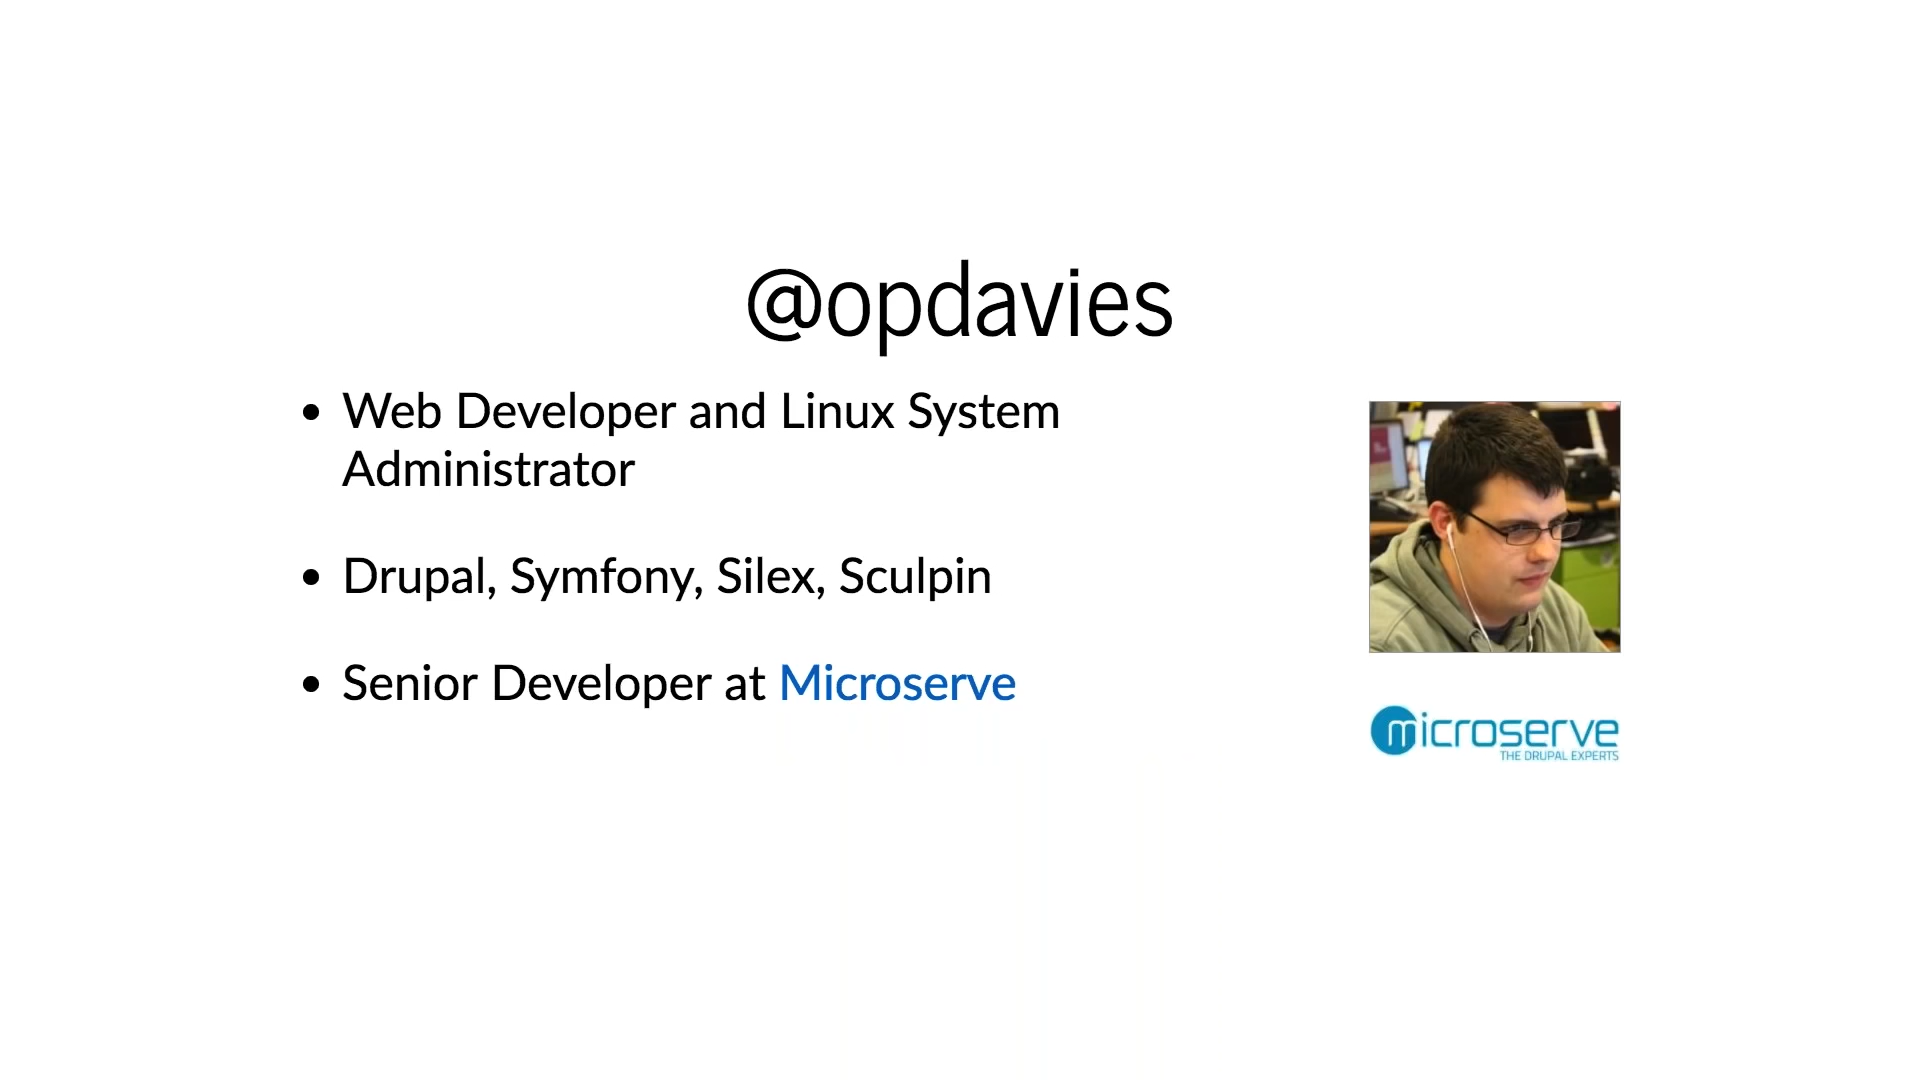 @opdavies
• Web Developer and Linux System
Administrator
• Drupal, Symfony, Silex, Sculpin
• Senior Developer at Microserve
microserve
THE DRUPAL EXPERTS